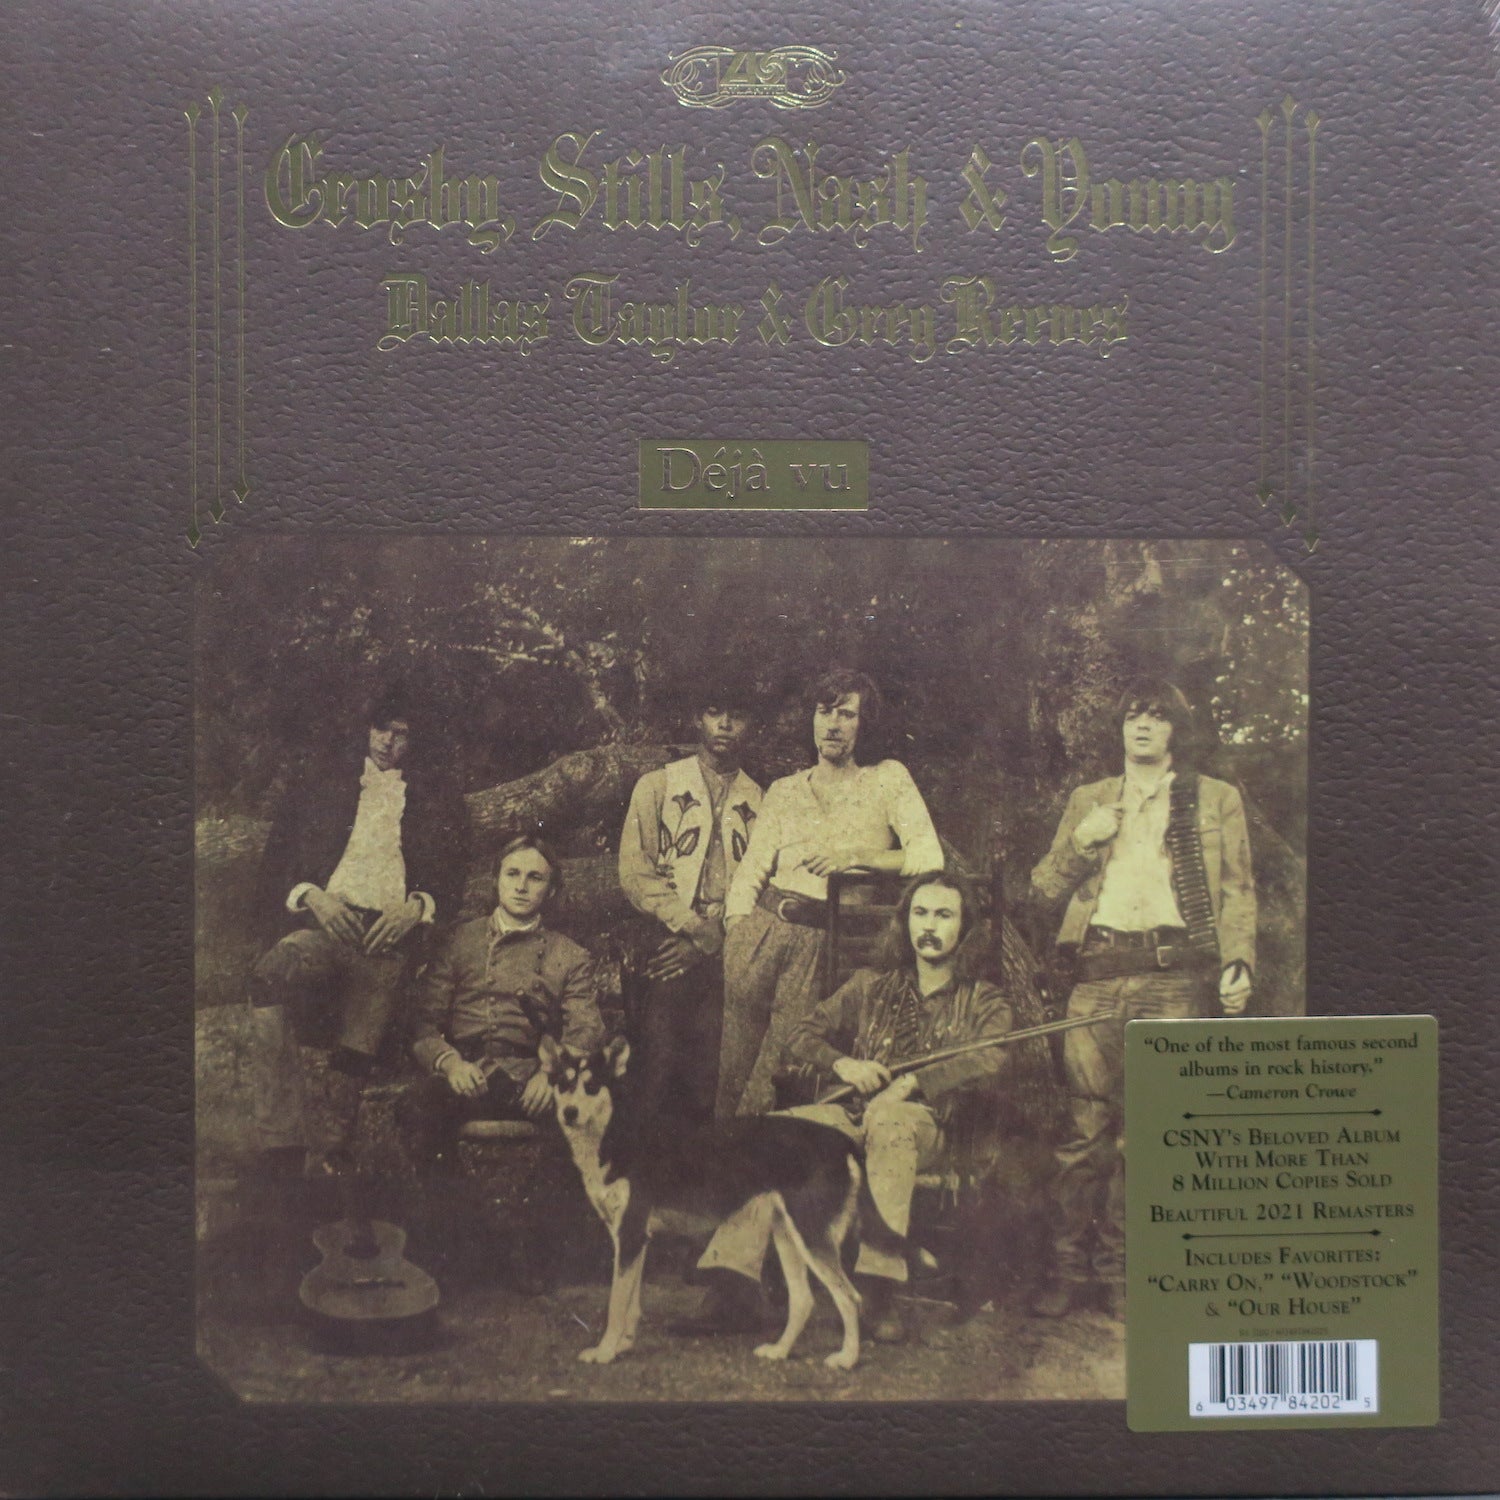 ATLANTIC
Crosby, Stills, Nash & Young
Dallas Taylor & Greg Reeves
Déjà vu
“One of the most famous second
albums in rock history.”
—Cameron Crowe
CSNY’s Beloved Album
With More Than
8 Million Copies Sold
Beautiful 2021 Remasters
Includes Favorites:
“Carry On,” “Woodstock”
& “Our House”
6 03497 84202 5